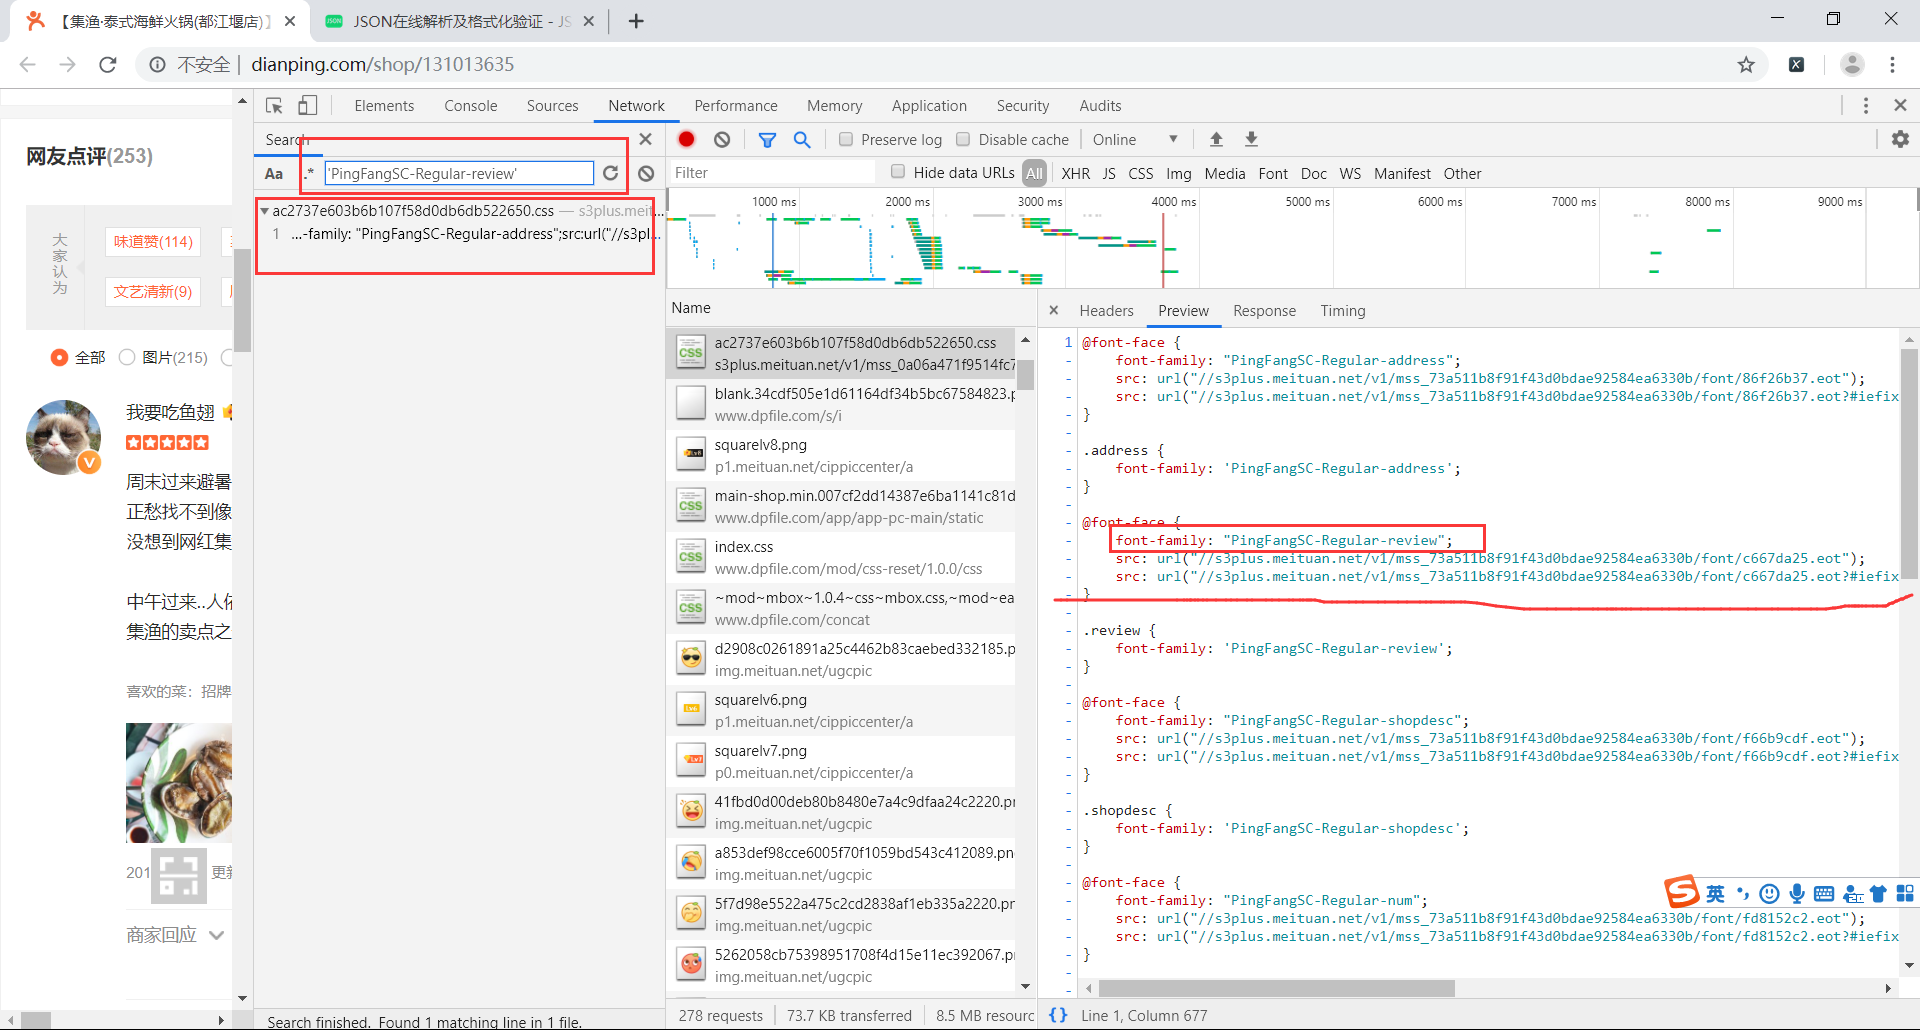 【集渔·泰式海鲜火锅(都江堰店)】
JSON在线解析及格式化验证 - JS
不安全
dianping.com/shop/131013635
Elements
Console
Sources
Network
Performance
Memory
Application
Security
Audits
网友点评(253)
大家认为
味道赞(114)
文艺清新(9)
全部
图片(215)
我要吃鱼翅
V
周末过来避暑
正愁找不到像
没想到网红集
中午过来..人依
集渔的卖点之
喜欢的菜：招牌
201
更新
商家回应
Search
Aa
.*
'PingFangSC-Regular-review'
ac2737e603b6b107f58d0db6db522650.css — s3plus.meit...
1 ...-family: "PingFangSC-Regular-address";src:url("//s3pl...
Search finished. Found 1 matching line in 1 file.
Preserve log
Disable cache
Online
Filter
Hide data URLs
All
XHR
JS
CSS
Img
Media
Font
Doc
WS
Manifest
Other
1000 ms
2000 ms
3000 ms
4000 ms
5000 ms
6000 ms
7000 ms
8000 ms
9000 ms
Name
ac2737e603b6b107f58d0db6db522650.css
s3plus.meituan.net/v1/mss_0a06a471f9514fc7
blank.34cdf505e1d61164df34b5bc67584823.p
www.dpfile.com/s/i
squarelv8.png
p1.meituan.net/cippiccenter/a
main-shop.min.007cf2dd14387e6ba1141c81d
www.dpfile.com/app/app-pc-main/static
index.css
www.dpfile.com/mod/css-reset/1.0.0/css
~mod~mbox~1.0.4~css~mbox.css,~mod~ea
www.dpfile.com/concat
d2908c0261891a25c4462b83caebed332185.p
img.meituan.net/ugcpic
squarelv6.png
p1.meituan.net/cippiccenter/a
squarelv7.png
p0.meituan.net/cippiccenter/a
41fbd0d00deb80b8480e7a4c9dfaa24c2220.pr
img.meituan.net/ugcpic
a853def98cce6005f70f1059bd543c412089.pn
img.meituan.net/ugcpic
5f7d98e5522a475c2cd2838af1eb335a2220.pr
img.meituan.net/ugcpic
5262058cb75398951708f4d15e11ec392067.pr
img.meituan.net/ugcpic
278 requests
73.7 KB transferred
8.5 MB resourc
Headers
Preview
Response
Timing
1 @font-face {
font-family: "PingFangSC-Regular-address";
src: url("//s3plus.meituan.net/v1/mss_73a511b8f91f43d0bdae92584ea6330b/font/86f26b37.eot");
src: url("//s3plus.meituan.net/v1/mss_73a511b8f91f43d0bdae92584ea6330b/font/86f26b37.eot?#iefix
}
.address {
font-family: 'PingFangSC-Regular-address';
}
@font-face {
font-family: "PingFangSC-Regular-review";
src: url("//s3plus.meituan.net/v1/mss_73a511b8f91f43d0bdae92584ea6330b/font/c667da25.eot");
src: url("//s3plus.meituan.net/v1/mss_73a511b8f91f43d0bdae92584ea6330b/font/c667da25.eot?#iefix
}
.review {
font-family: 'PingFangSC-Regular-review';
}
@font-face {
font-family: "PingFangSC-Regular-shopdesc";
src: url("//s3plus.meituan.net/v1/mss_73a511b8f91f43d0bdae92584ea6330b/font/f66b9cdf.eot");
src: url("//s3plus.meituan.net/v1/mss_73a511b8f91f43d0bdae92584ea6330b/font/f66b9cdf.eot?#iefix
}
.shopdesc {
font-family: 'PingFangSC-Regular-shopdesc';
}
@font-face {
font-family: "PingFangSC-Regular-num";
src: url("//s3plus.meituan.net/v1/mss_73a511b8f91f43d0bdae92584ea6330b/font/fd8152c2.eot");
src: url("//s3plus.meituan.net/v1/mss_73a511b8f91f43d0bdae92584ea6330b/font/fd8152c2.eot?#iefix
}
英
{} Line 1, Column 677